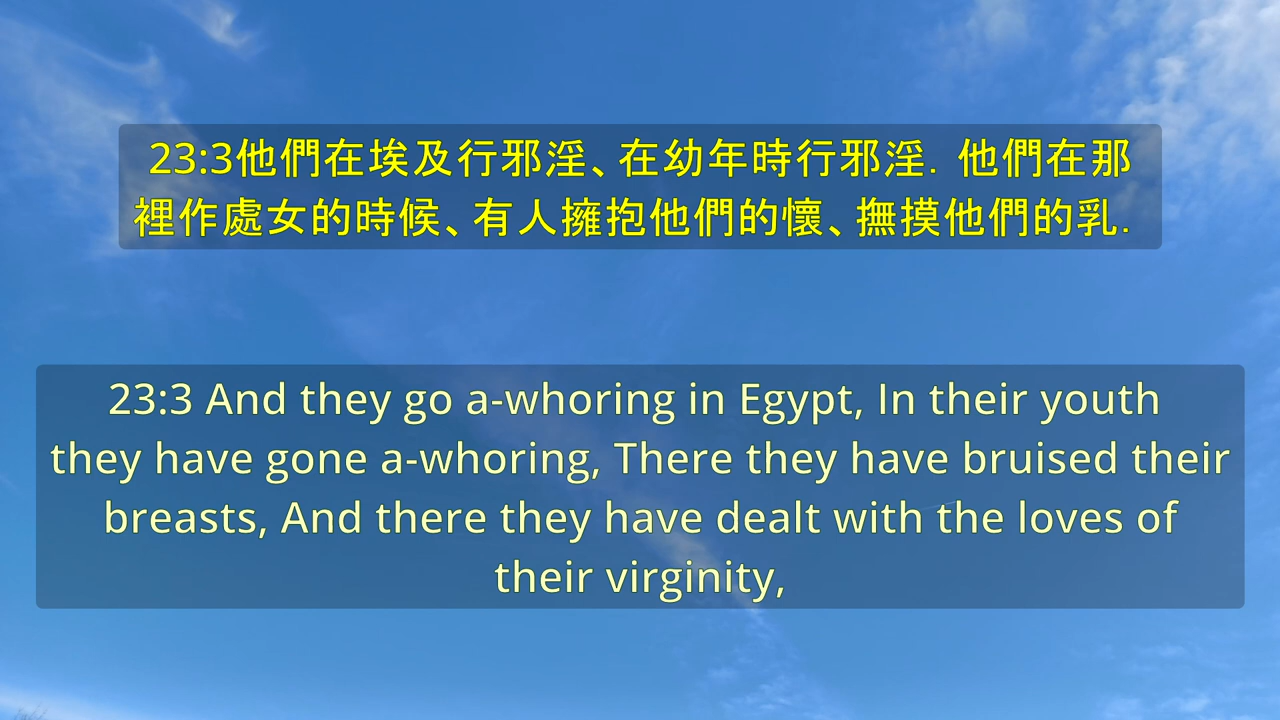 23:3他們在埃及行邪淫、在幼年時行邪淫. 他們在那
裡作處女的時候、有人擁抱他們的懷、撫摸他們的乳.
23:3 And they go a-whoring in Egypt, In their youth
they have gone a-whoring, There they have bruised their
breasts, And there they have dealt with the loves of
their virginity,